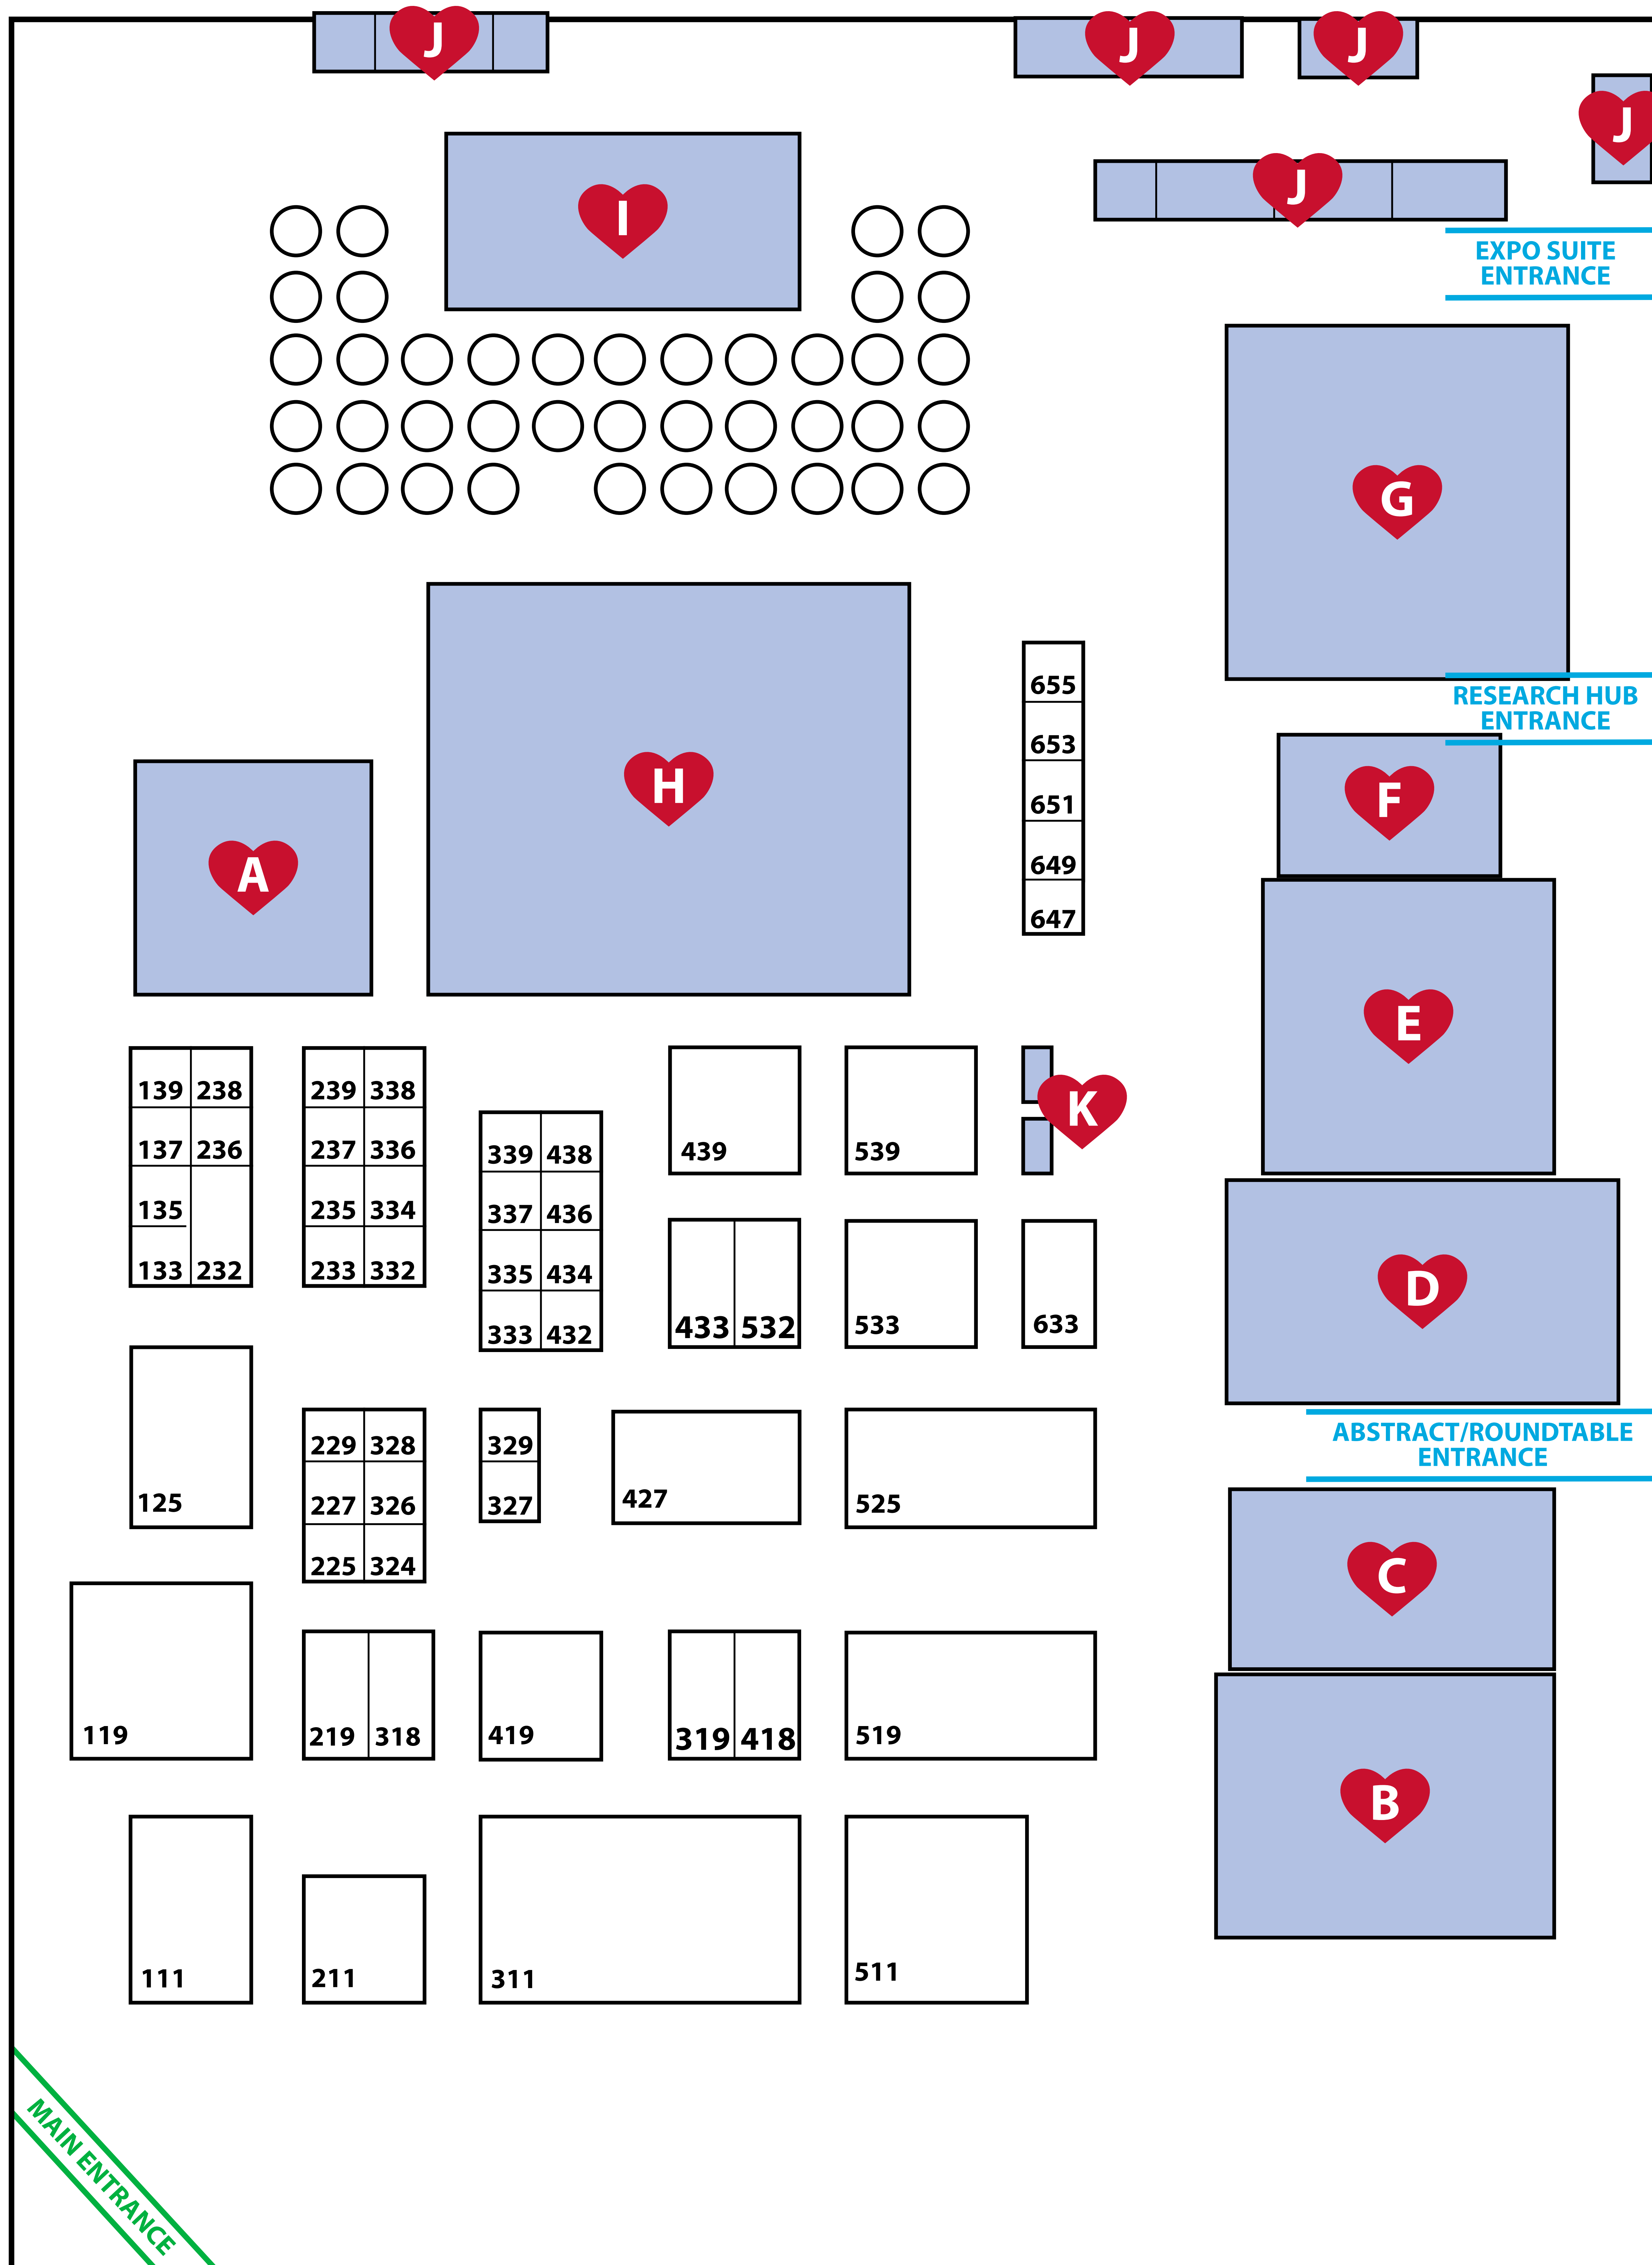 J
J
J
J
J
I
EXPO SUITE
ENTRANCE
G
655
RESEARCH HUB
ENTRANCE
653
H
F
651
A
649
647
E
139 238
239 338
K
137 236
237 336
339 438
439
539
135
235 334
337 436
133 232
233 332
335 434
D
333 432
433 532
533
633
ABSTRACT/ROUNDTABLE
ENTRANCE
229 328
329
125
227 326
327
427
525
225 324
C
119
219 318
419
319 418
519
B
111
211
311
511
MAIN ENTRANCE